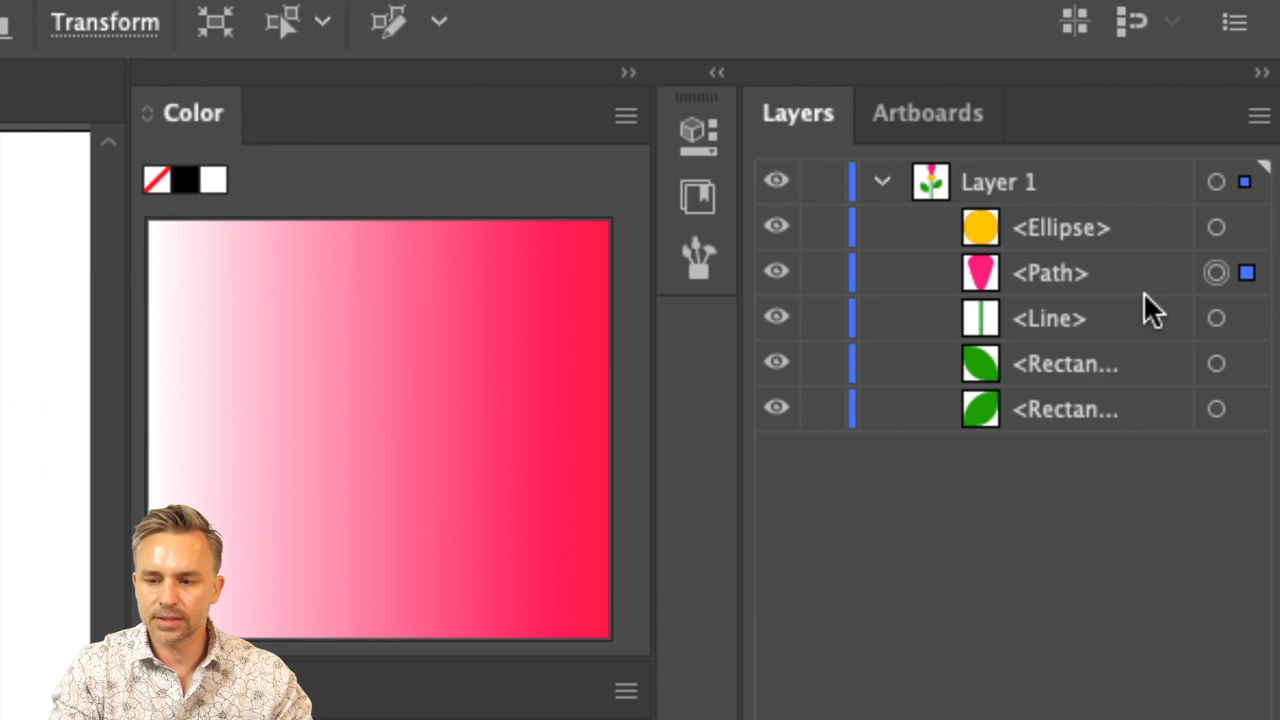 Transform
Color
Layers
Artboards
Layer 1
<Ellipse>
<Path>
<Line>
<Rectan...
<Rectan...